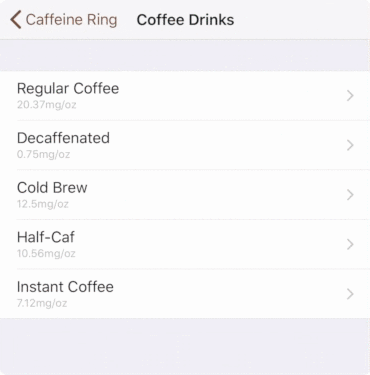 Caffeine Ring Coffee Drinks
Regular Coffee
20.37mg/oz
Decaffenated
0.75mg/oz
Cold Brew
12.5mg/oz
Half-Caf
10.56mg/oz
Instant Coffee
7.12mg/oz